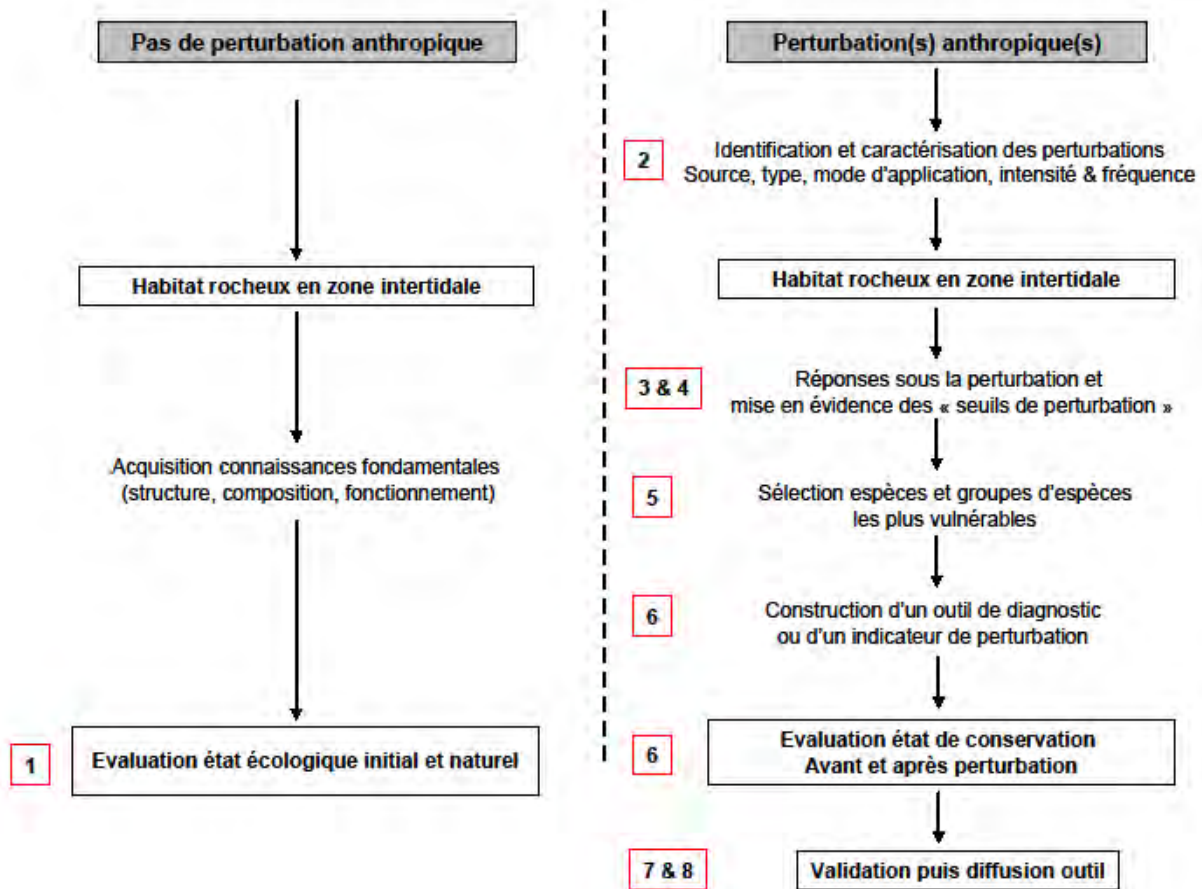 Pas de perturbation anthropique
Habitat rocheux en zone intertidale
Acquisition connaissances fondamentales
(structure, composition, fonctionnement)
1
Evaluation état écologique initial et naturel
Perturbation(s) anthropique(s)
2
Identification et caractérisation des perturbations
Source, type, mode d'application, intensité & fréquence
Habitat rocheux en zone intertidale
3 & 4
Réponses sous la perturbation et
mise en évidence des « seuils de perturbation »
5
Sélection espèces et groupes d'espèces
les plus vulnérables
6
Construction d'un outil de diagnostic
ou d'un indicateur de perturbation
6
Evaluation état de conservation
Avant et après perturbation
7 & 8
Validation puis diffusion outil